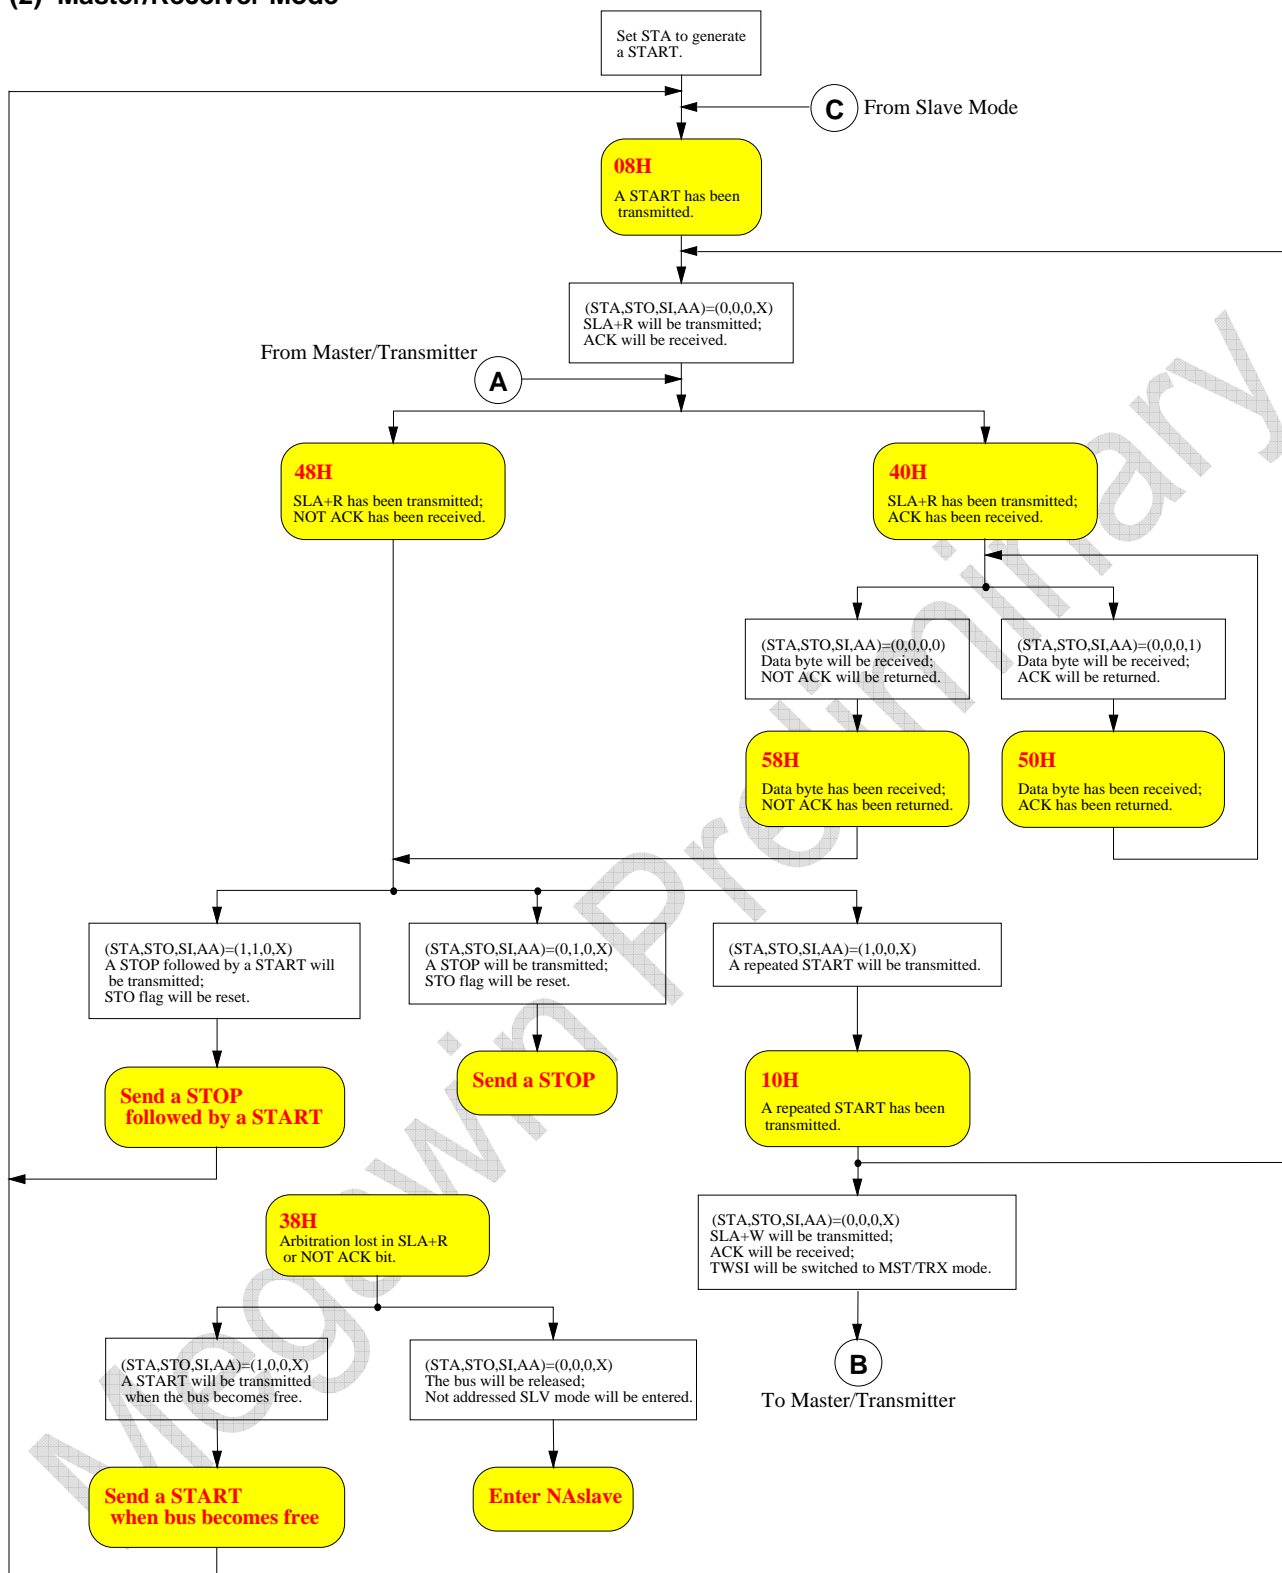 (2) Master/Receiver Mode
Set STA to generate
a START.
C
From Slave Mode
08H
A START has been
transmitted.
(STA,STO,SI,AA)=(0,0,0,X)
SLA+R will be transmitted;
ACK will be received.
From Master/Transmitter
A
48H
SLA+R has been transmitted;
NOT ACK has been received.
40H
SLA+R has been transmitted;
ACK has been received.
(STA,STO,SI,AA)=(0,0,0,0)
Data byte will be received;
NOT ACK will be returned.
(STA,STO,SI,AA)=(0,0,0,1)
Data byte will be received;
ACK will be returned.
58H
Data byte has been received;
NOT ACK has been returned.
50H
Data byte has been received;
ACK has been returned.
(STA,STO,SI,AA)=(1,1,0,X)
A STOP followed by a START will
be transmitted;
STO flag will be reset.
(STA,STO,SI,AA)=(0,1,0,X)
A STOP will be transmitted;
STO flag will be reset.
(STA,STO,SI,AA)=(1,0,0,X)
A repeated START will be transmitted.
Send a STOP
followed by a START
Send a STOP
10H
A repeated START has been
transmitted.
38H
Arbitration lost in SLA+R
or NOT ACK bit.
(STA,STO,SI,AA)=(0,0,0,X)
SLA+W will be transmitted;
ACK will be received;
TWSI will be switched to MST/TRX mode.
(STA,STO,SI,AA)=(1,0,0,X)
A START will be transmitted
when the bus becomes free.
(STA,STO,SI,AA)=(0,0,0,X)
The bus will be released;
Not addressed SLV mode will be entered.
B
To Master/Transmitter
Send a START
when bus becomes free
Enter NAslave
Megawin Preliminary